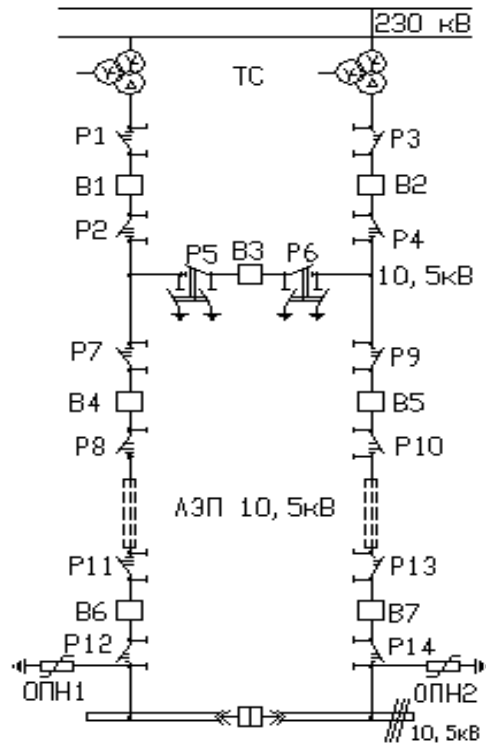 230 кВ
ТС
Р1
Р3
В1
В2
Р2
Р4
Р5 В3 Р6
10,5кВ
Р7
Р9
В4
В5
Р8
Р10
ЛЭП 10,5кВ
Р11
Р13
В6
В7
Р12
Р14
ОПН1
ОПН2
10,5кВ